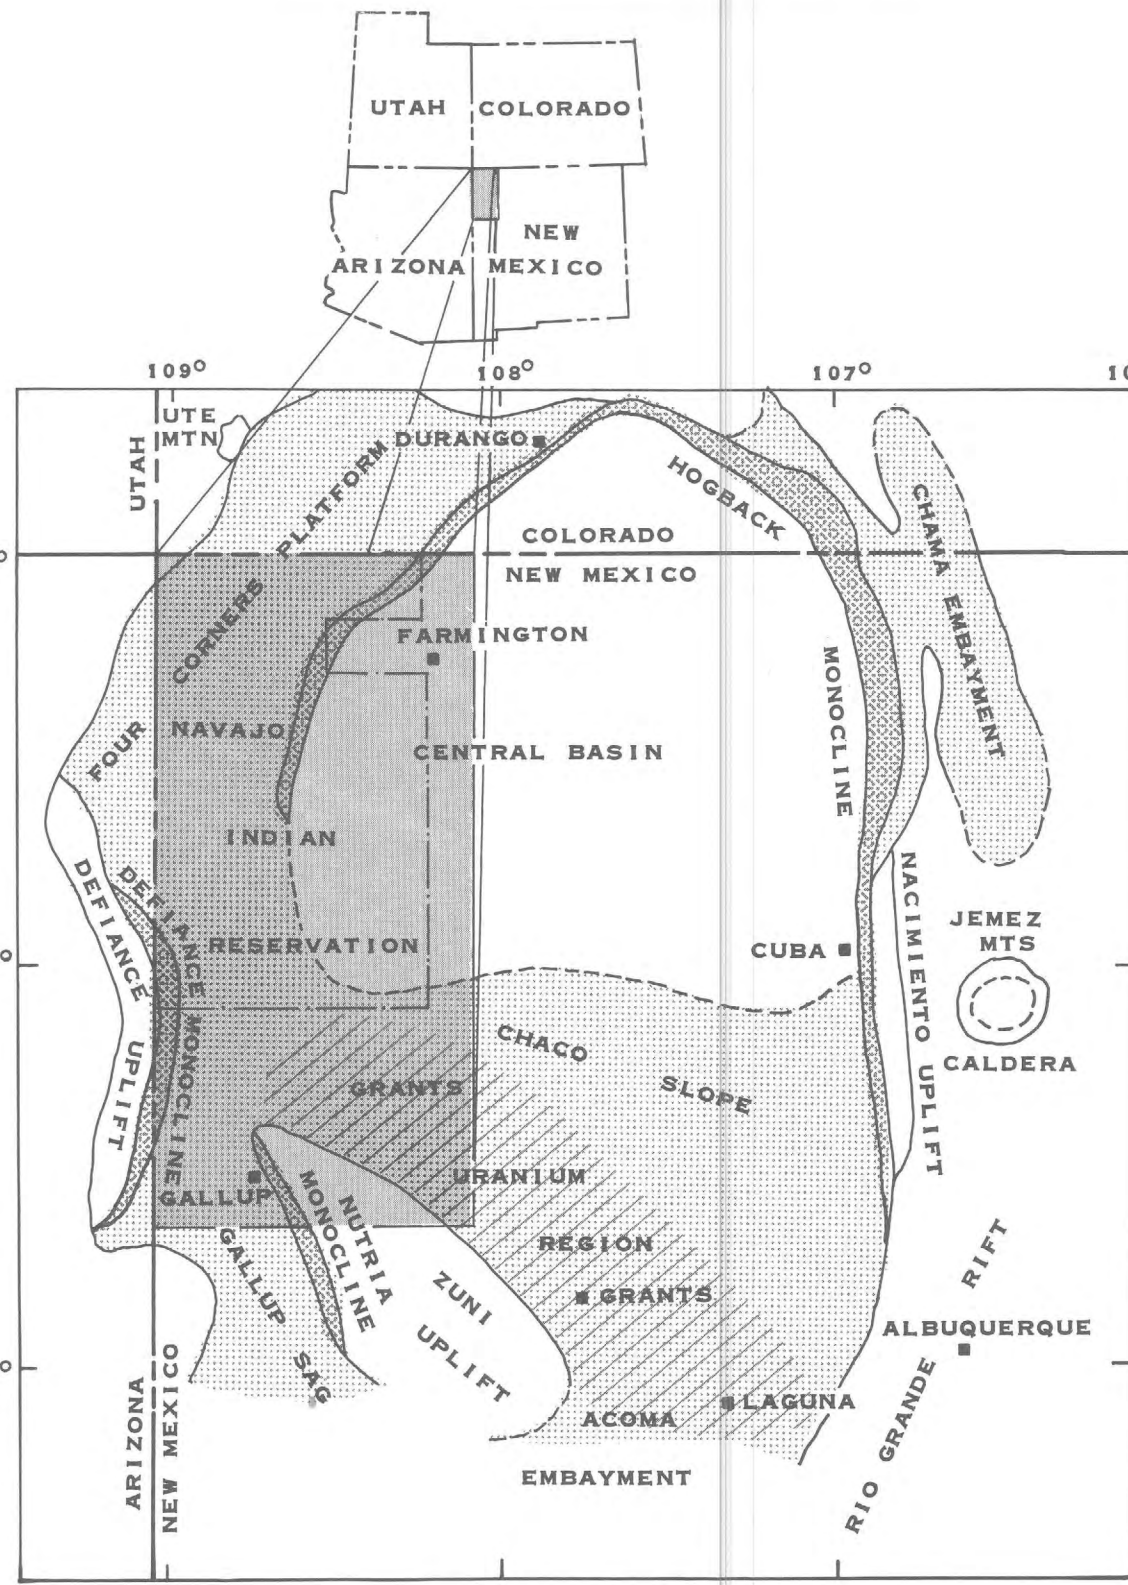 UTAH
COLORADO
NEW
MEXICO
ARIZONA
109°
108°
107°
10
UTE
MTN
UTAH
DURANGO
HOGBACK
MONOCLINE
COLORADO
NEW MEXICO
CHAMA EMBAYMENT
FOUR CORNERS PLATFORM
FARMINGTON
NAVAJO
INDIAN
RESERVATION
CENTRAL BASIN
DEFIANCE UPLIFT
DEFIANCE MONOCLINE
NACIMIENTO UPLIFT
CUBA
JEMEZ
MTS
CALDERA
CHACO
SLOPE
GRANTS
URANIUM
REGION
GALLUP
GALLUP
SAG
NUTRIA
MONOCLINE
ZUNI
UPLIFT
GRANTS
LAGUNA
ACOMA
EMBAYMENT
ALBUQUERQUE
RIO GRANDE RIFT
ARIZONA
NEW MEXICO